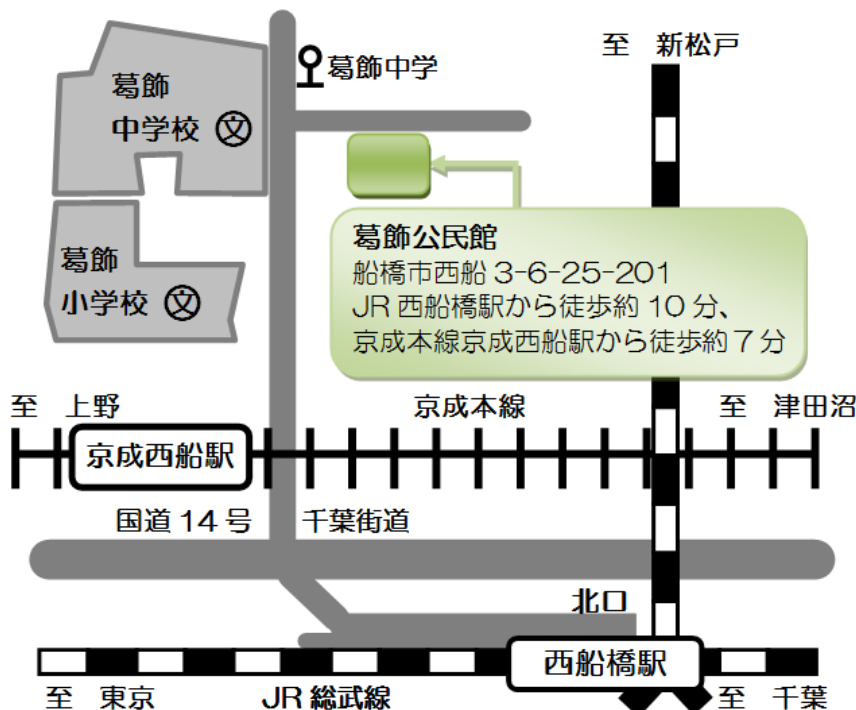 葛飾
中学校 文
葛飾中学
至 新松戸
葛飾公民館
船橋市西船 3-6-25-201
JR 西船橋駅から徒歩約 10 分、
京成本線京成西船駅から徒歩約 7 分
葛飾
小学校 文
至 上野
京成本線
至 津田沼
京成西船駅
国道 14 号
千葉街道
北口
西船橋駅
至 東京
JR 総武線
至 千葉